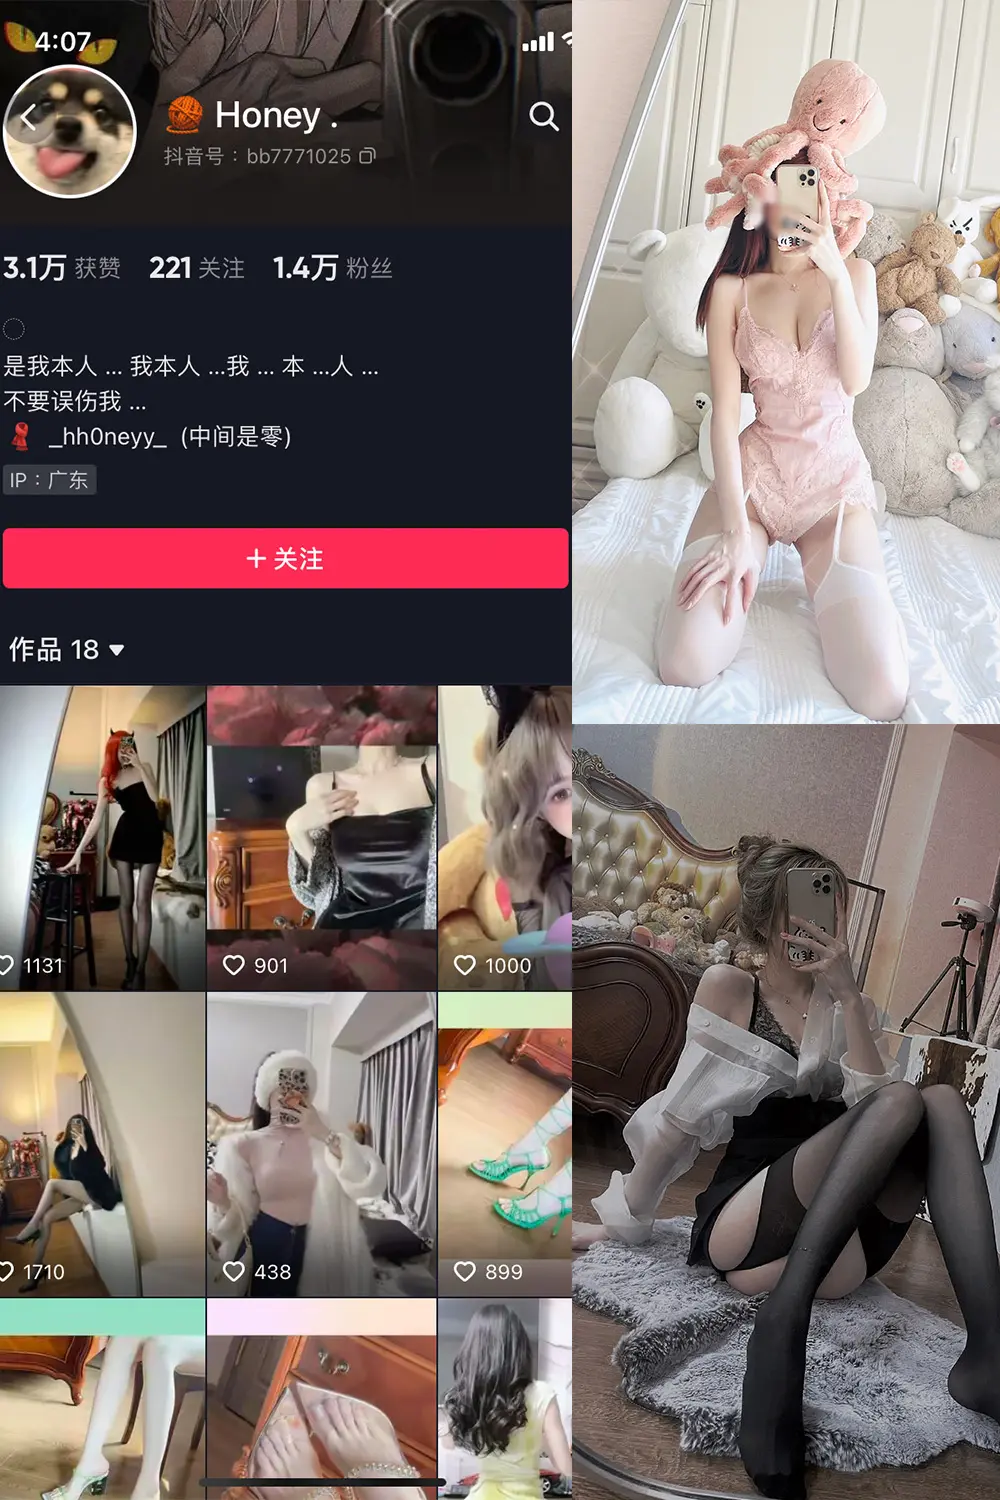 4:07
Honey .
抖音号：bb7771025
3.1万 获赞 221 关注 1.4万 粉丝
是我本人 ... 我本人 ...我 ... 本 ...人 ...
不要误伤我 ...
_hh0neyy_ (中间是零)
IP：广东
+ 关注
作品 18
1131
901
1000
1710
438
899